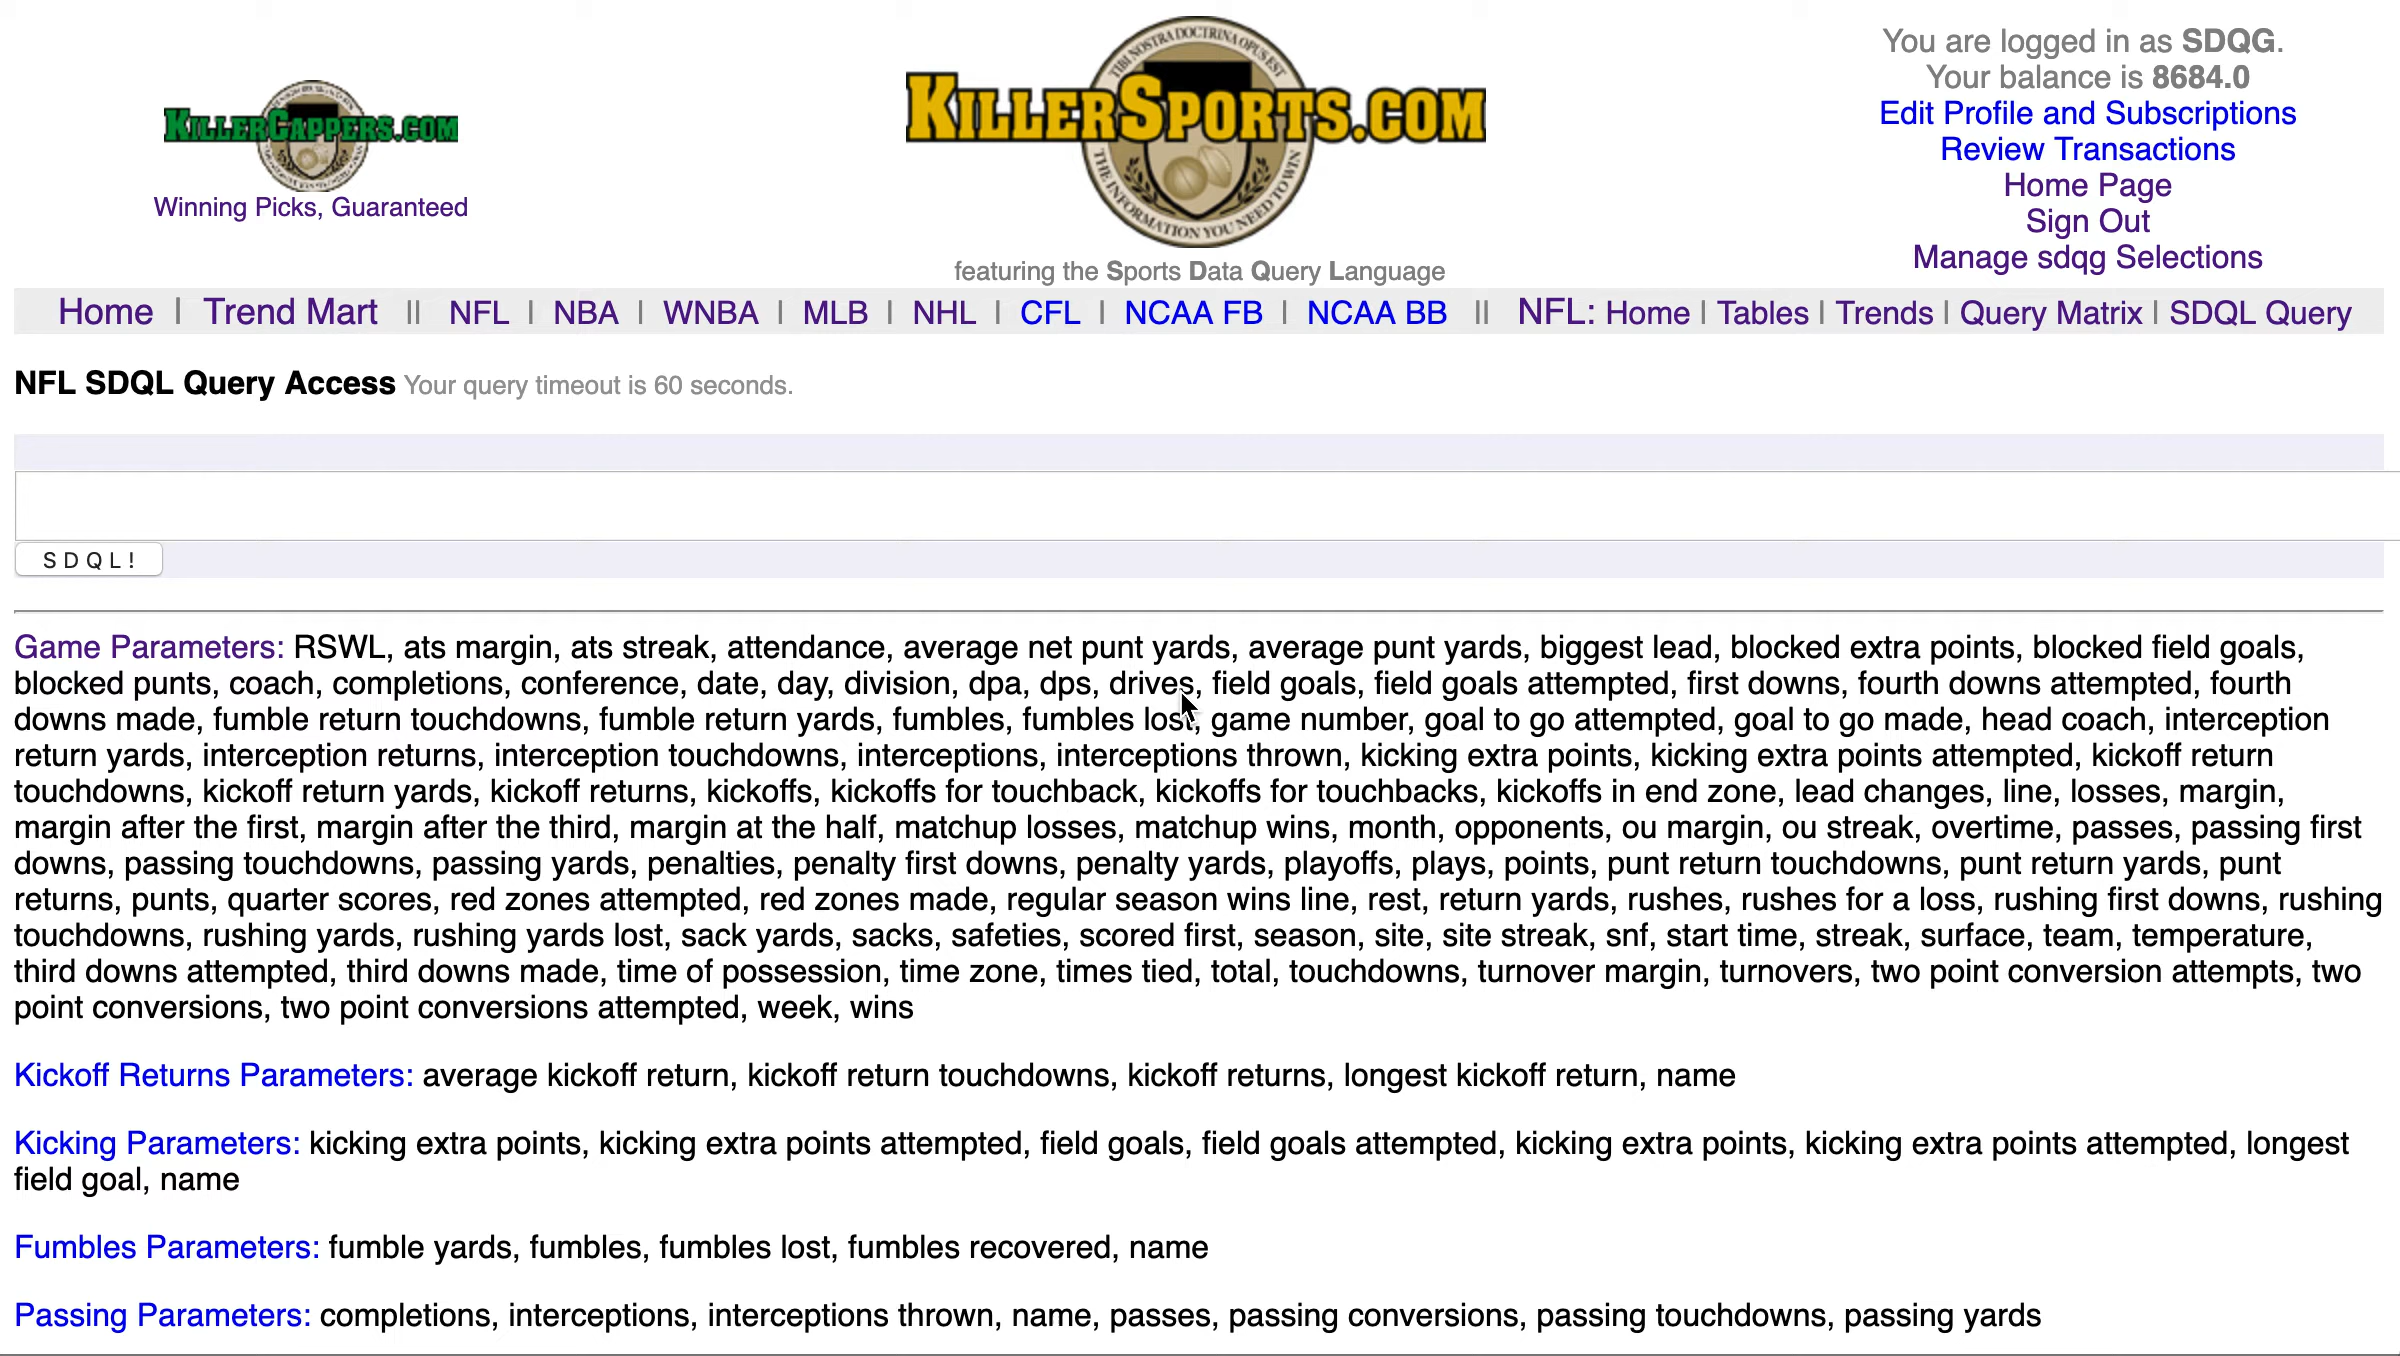 KILLERCAPPERS.COM
Winning Picks, Guaranteed
TIBI NOSTRA DOCTRINA OPUS EST
KILLERSPORTS.COM
THE INFORMATION YOU NEED TO WIN
featuring the Sports Data Query Language
You are logged in as SDQG.
Your balance is 8684.0
Edit Profile and Subscriptions
Review Transactions
Home Page
Sign Out
Manage sdqg Selections
Home | Trend Mart || NFL | NBA | WNBA | MLB | NHL | CFL | NCAA FB | NCAA BB || NFL: Home | Tables | Trends | Query Matrix | SDQL Query
NFL SDQL Query Access Your query timeout is 60 seconds.
S D Q L !
Game Parameters: RSWL, ats margin, ats streak, attendance, average net punt yards, average punt yards, biggest lead, blocked extra points, blocked field goals,
blocked punts, coach, completions, conference, date, day, division, dpa, dps, drives, field goals, field goals attempted, first downs, fourth downs attempted, fourth
downs made, fumble return touchdowns, fumble return yards, fumbles, fumbles lost, game number, goal to go attempted, goal to go made, head coach, interception
return yards, interception returns, interception touchdowns, interceptions, interceptions thrown, kicking extra points, kicking extra points attempted, kickoff return
touchdowns, kickoff return yards, kickoff returns, kickoffs, kickoffs for touchback, kickoffs for touchbacks, kickoffs in end zone, lead changes, line, losses, margin,
margin after the first, margin after the third, margin at the half, matchup losses, matchup wins, month, opponents, ou margin, ou streak, overtime, passes, passing first
downs, passing touchdowns, passing yards, penalties, penalty first downs, penalty yards, playoffs, plays, points, punt return touchdowns, punt return yards, punt
returns, punts, quarter scores, red zones attempted, red zones made, regular season wins line, rest, return yards, rushes, rushes for a loss, rushing first downs, rushing
touchdowns, rushing yards, rushing yards lost, sack yards, sacks, safeties, scored first, season, site, site streak, snf, start time, streak, surface, team, temperature,
third downs attempted, third downs made, time of possession, time zone, times tied, total, touchdowns, turnover margin, turnovers, two point conversion attempts, two
point conversions, two point conversions attempted, week, wins
Kickoff Returns Parameters: average kickoff return, kickoff return touchdowns, kickoff returns, longest kickoff return, name
Kicking Parameters: kicking extra points, kicking extra points attempted, field goals, field goals attempted, kicking extra points, kicking extra points attempted, longest
field goal, name
Fumbles Parameters: fumble yards, fumbles, fumbles lost, fumbles recovered, name
Passing Parameters: completions, interceptions, interceptions thrown, name, passes, passing conversions, passing touchdowns, passing yards